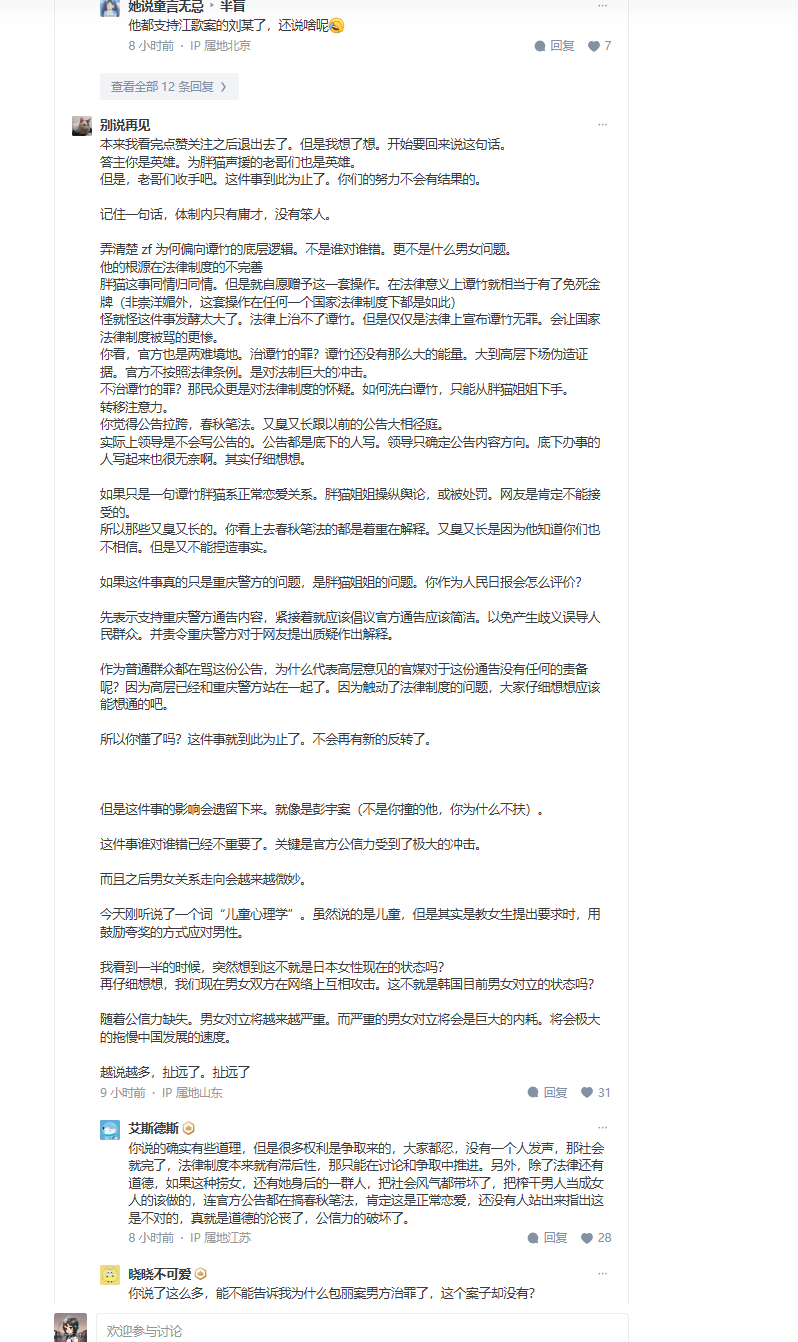 她说童言无忌 ▸ 半盲
他都支持江歌案的刘某了，还说啥呢😂
8 小时前 · IP 属地北京
回复 7
查看全部 12 条回复 >
别说再见
本来我看完点赞关注之后退出去了。但是我想了想。开始要回来说这句话。
答主你是英雄。为胖猫声援的老哥们也是英雄。
但是，老哥们收手吧。这件事到此为止了。你们的努力不会有结果的。
记住一句话，体制内只有庸才，没有笨人。
弄清楚 zf 为何偏向谭竹的底层逻辑。不是谁对谁错。更不是什么男女问题。
他的根源在法律制度的不完善
胖猫这事同情归同情。但是就自愿赠予这一套操作。在法律意义上谭竹就相当于有了免死金
牌（非崇洋媚外，这套操作在任何一个国家法律制度下都是如此）
怪就怪这件事发酵太大了。法律上治不了谭竹。但是仅仅是法律上宣布谭竹无罪。会让国家
法律制度被骂的更惨。
你看，官方也是两难境地。治谭竹的罪？谭竹还没有那么大的能量。大到高层下场伪造证
据。官方不按照法律条例。是对法制巨大的冲击。
不治谭竹的罪？那民众更是对法律制度的怀疑。如何洗白谭竹，只能从胖猫姐姐下手。
转移注意力。
你觉得公告拉跨，春秋笔法。又臭又长跟以前的公告大相径庭。
实际上领导是不会写公告的。公告都是底下的人写。领导只确定公告内容方向。底下办事的
人写起来也很无奈啊。其实仔细想想。
如果只是一句谭竹胖猫系正常恋爱关系。胖猫姐姐操纵舆论，或被处罚。网友是肯定不能接
受的。
所以那些又臭又长的。你看上去春秋笔法的都是着重在解释。又臭又长是因为他知道你们也
不相信。但是又不能捏造事实。
如果这件事真的只是重庆警方的问题，是胖猫姐姐的问题。你作为人民日报会怎么评价？
先表示支持重庆警方通告内容，紧接着就应该倡议官方通告应该简洁。以免产生歧义误导人
民群众。并责令重庆警方对于网友提出质疑作出解释。
作为普通群众都在骂这份公告，为什么代表高层意见的官媒对于这份通告没有任何的责备
呢？因为高层已经和重庆警方站在一起了。因为触动了法律制度的问题，大家仔细想想应该
能想通的吧。
所以你懂了吗？这件事就到此为止了。不会再有新的反转了。
但是这件事的影响会遗留下来。就像是彭宇案（不是你撞的他，你为什么不扶）。
这件事谁对谁错已经不重要了。关键是官方公信力受到了极大的冲击。
而且之后男女关系走向会越来越微妙。
今天刚听说了一个词“儿童心理学”。虽然说的是儿童，但是其实是教女生提出要求时，用
鼓励夸奖的方式应对男性。
我看到一半的时候，突然想到这不就是日本女性现在的状态吗？
再仔细想想，我们现在男女双方在网络上互相攻击。这不就是韩国目前男女对立的状态吗？
随着公信力缺失。男女对立将越来越严重。而严重的男女对立将会是巨大的内耗。将会极大
的拖慢中国发展的速度。
越说越多，扯远了。扯远了
9 小时前 · IP 属地山东
回复 31
艾斯德斯
你说的确实有些道理，但是很多权利是争取来的，大家都忍，没有一个人发声，那社会
就完了，法律制度本来就有滞后性，那只能在讨论和争取中推进。另外，除了法律还有
道德，如果这种捞女，还有她身后的一群人，把社会风气都带坏了，把榨干男人当成女
人的该做的，连官方公告都在搞春秋笔法，肯定这是正常恋爱，还没有人站出来指出这
是不对的，真就是道德的沦丧了，公信力的破坏了。
8 小时前 · IP 属地江苏
回复 28
晓晓不可爱
你说了这么多，能不能告诉我为什么包丽案男方治罪了，这个案子却没有？
欢迎参与讨论